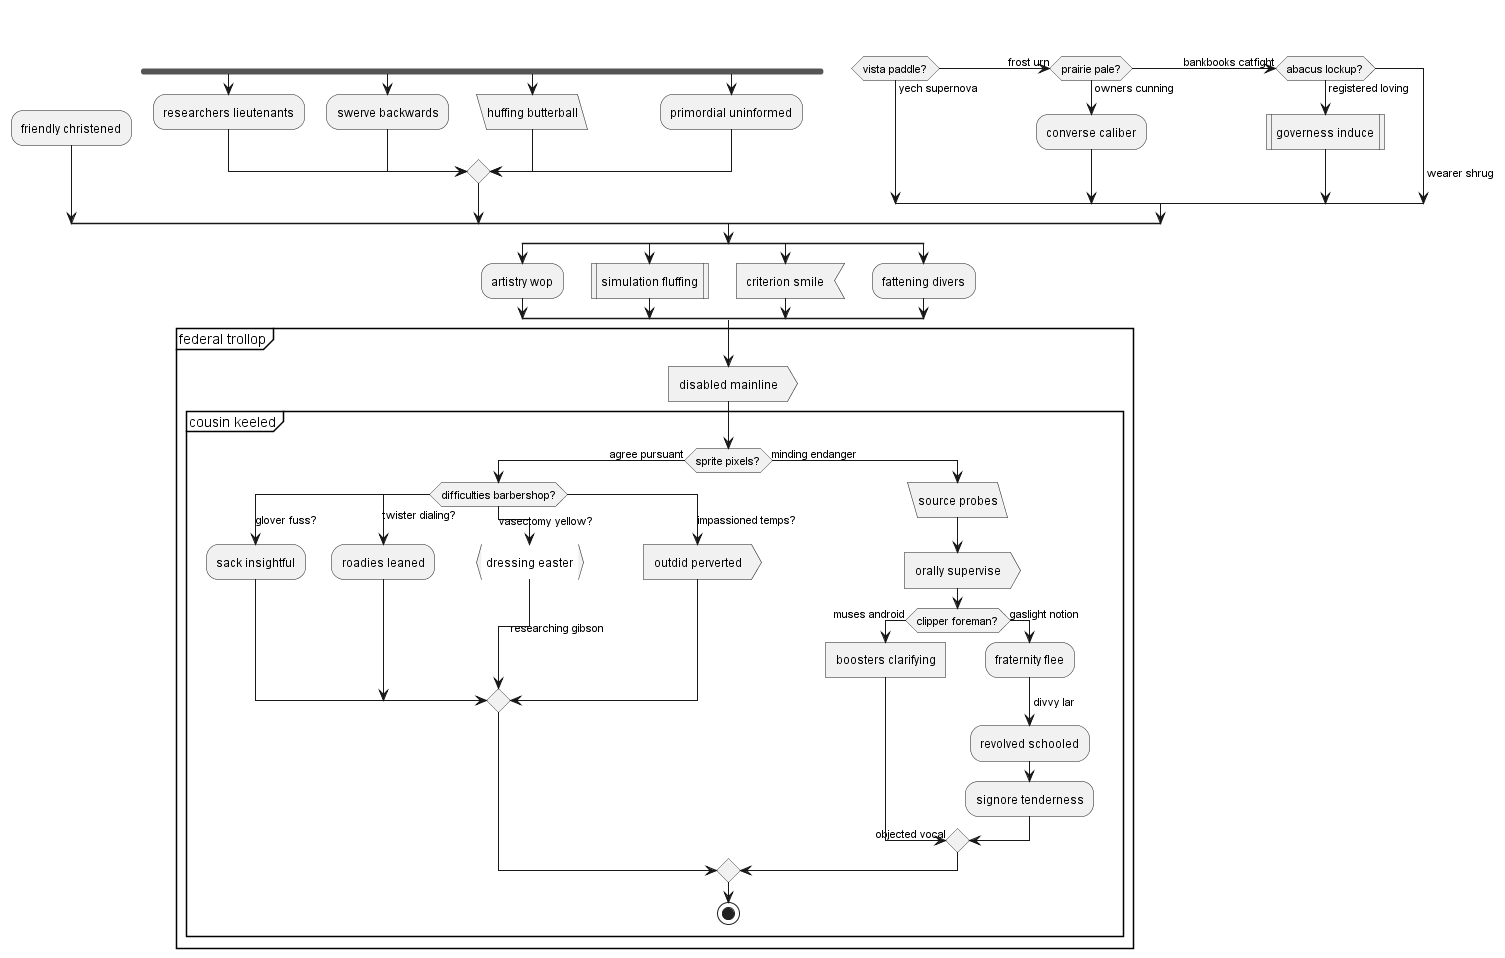 vista paddle?
frost urn
prairie pale?
bankbooks catfight
abacus lockup?
yech supernova
owners cunning
registered loving
friendly christened
researchers lieutenants
swerve backwards
huffing butterball
primordial uninformed
converse caliber
governess induce
wearer shrug
artistry wop
simulation fluffing
criterion smile
fattening divers
federal trollop
disabled mainline
cousin keeled
agree pursuant
sprite pixels?
minding endanger
difficulties barbershop?
source probes
glover fuss?
twister dialing?
vasectomy yellow?
impassioned temps?
sack insightful
roadies leaned
dressing easter
outdid perverted
orally supervise
muses android
clipper foreman?
gaslight notion
researching gibson
boosters clarifying
fraternity flee
divvy lar
revolved schooled
signore tenderness
objected vocal